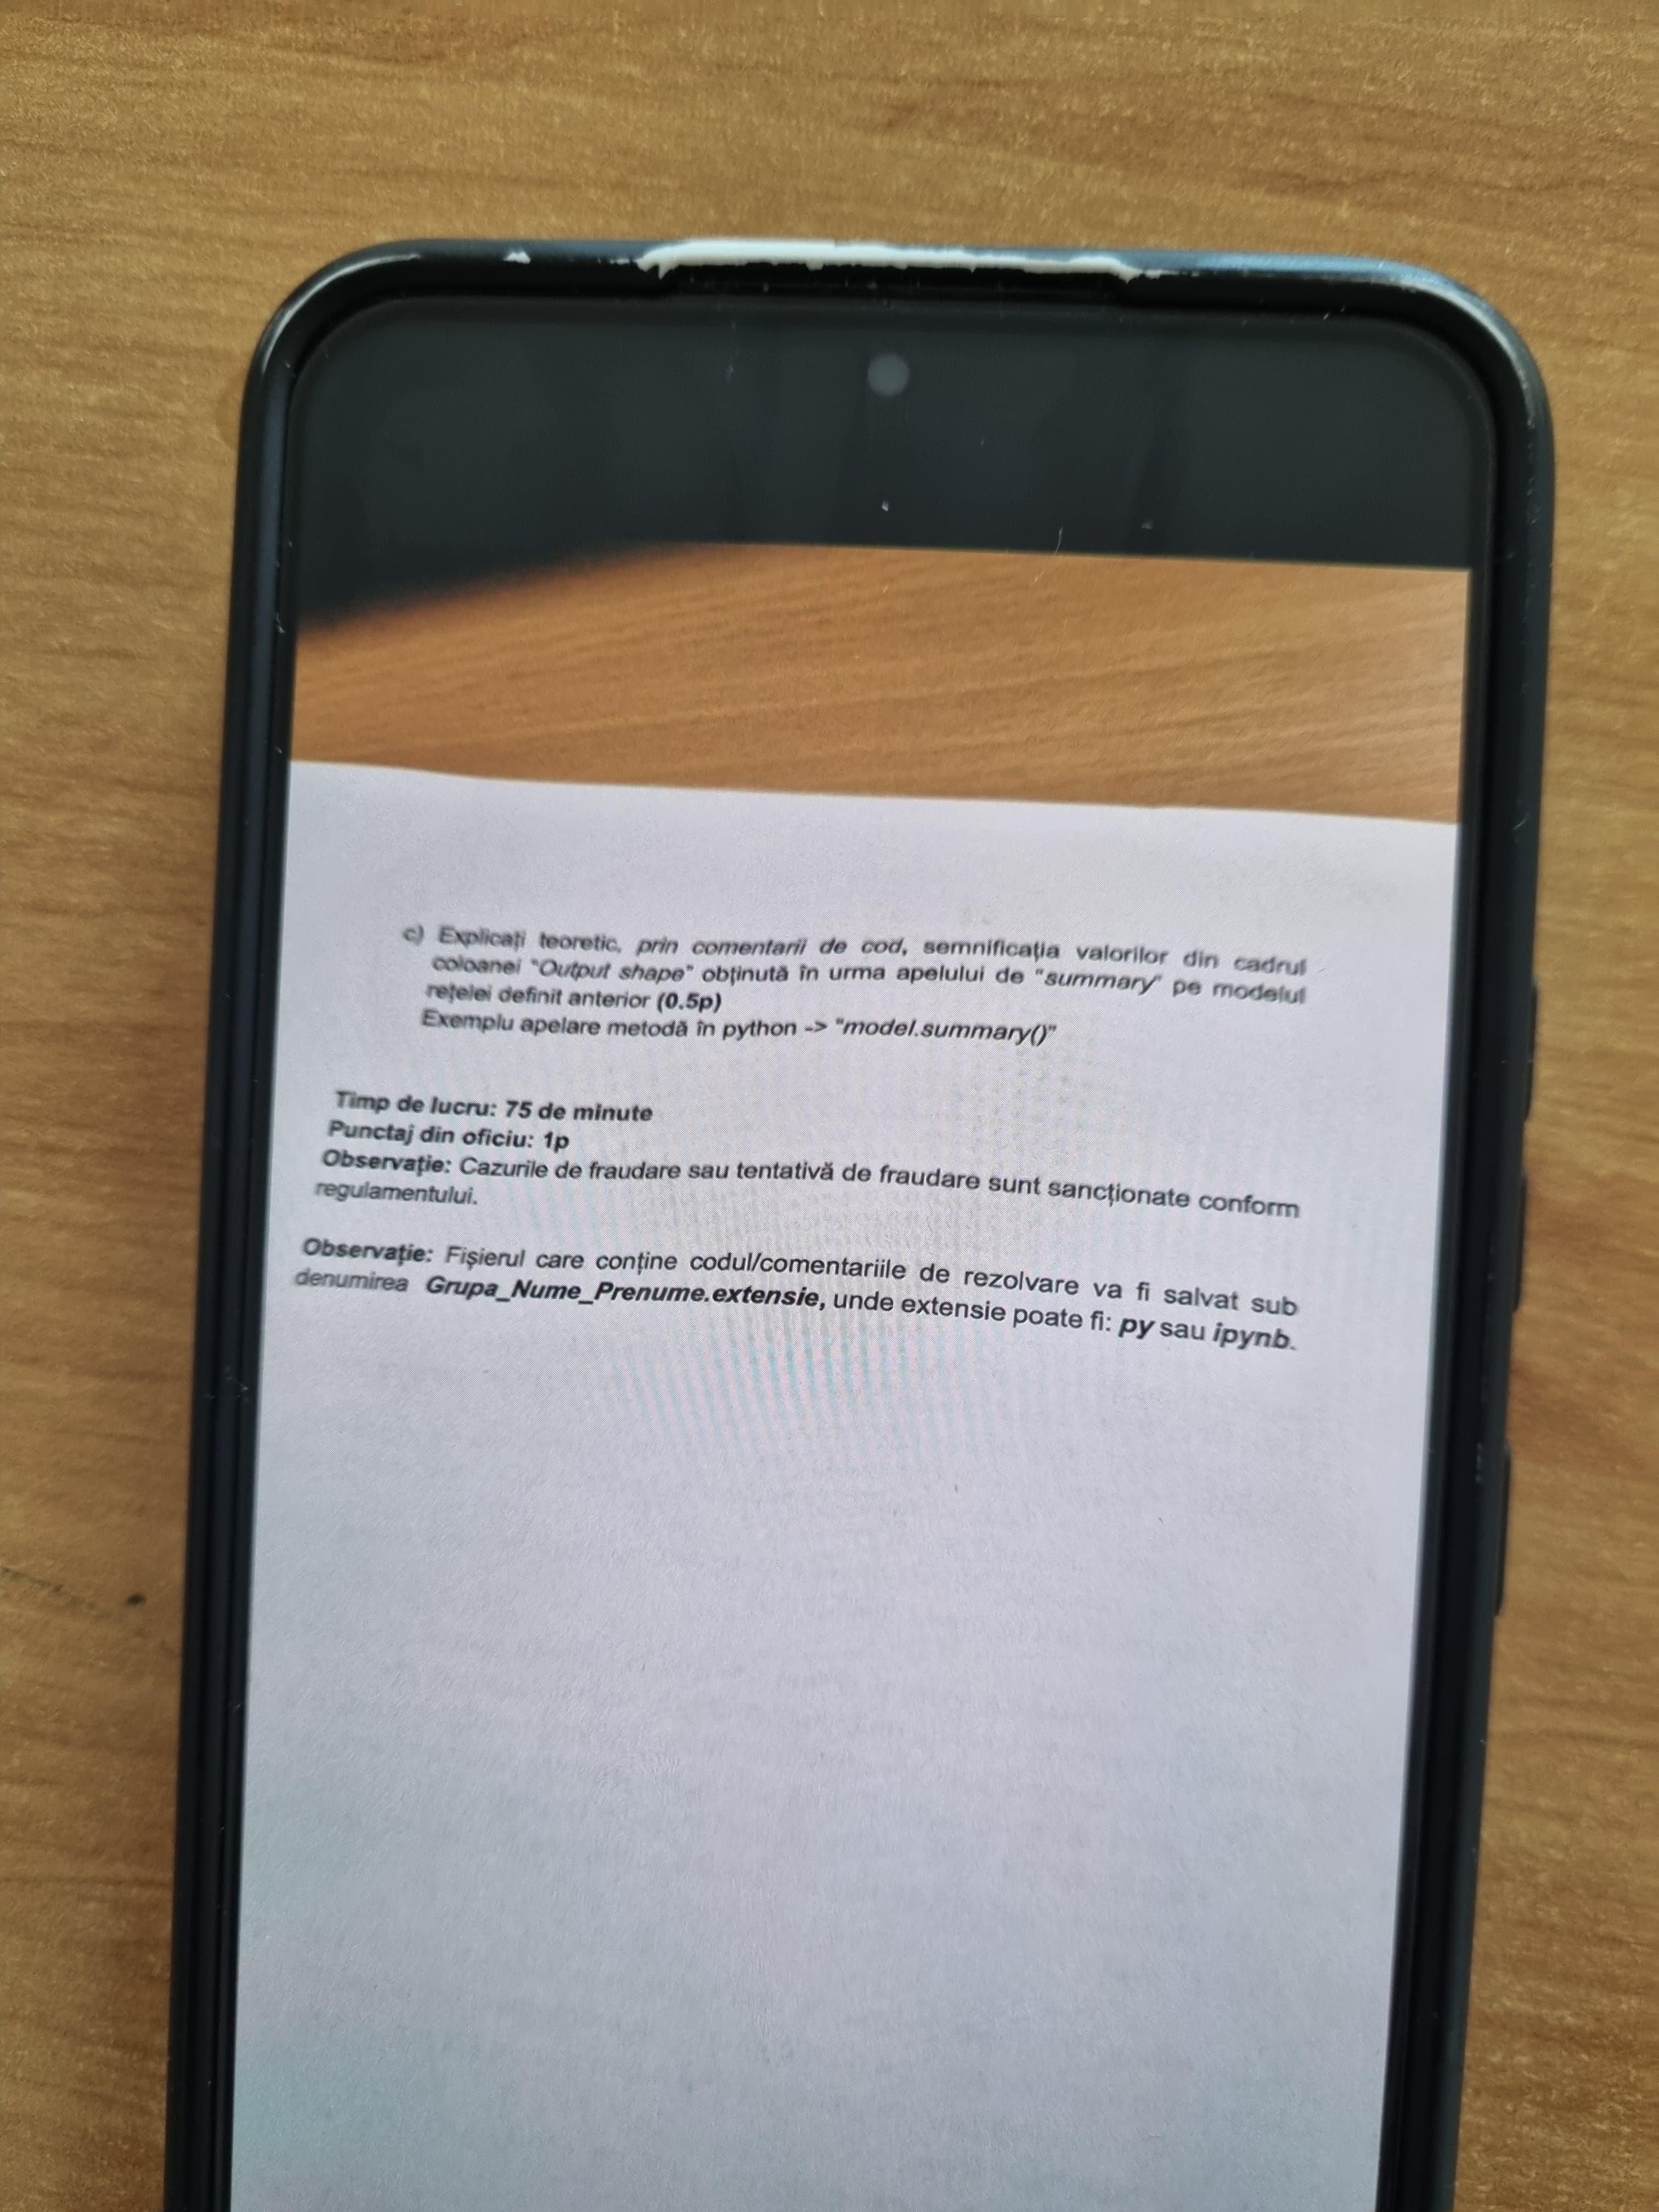 c) Explicați teoretic, prin comentarii de cod, semnificația valorilor din cadrul
coloanei "Output shape" obținută în urma apelului de "summary" pe modelul
rețelei definit anterior (0.5p)
Exemplu apelare metodă în python -> "model.summary()"
Timp de lucru: 75 de minute
Punctaj din oficiu: 1p
Observație: Cazurile de fraudare sau tentativă de fraudare sunt sancționate conform
regulamentului.
Observație: Fișierul care conține codul/comentariile de rezolvare va fi salvat sub
denumirea Grupa_Nume_Prenume.extensie, unde extensie poate fi: py sau ipynb.